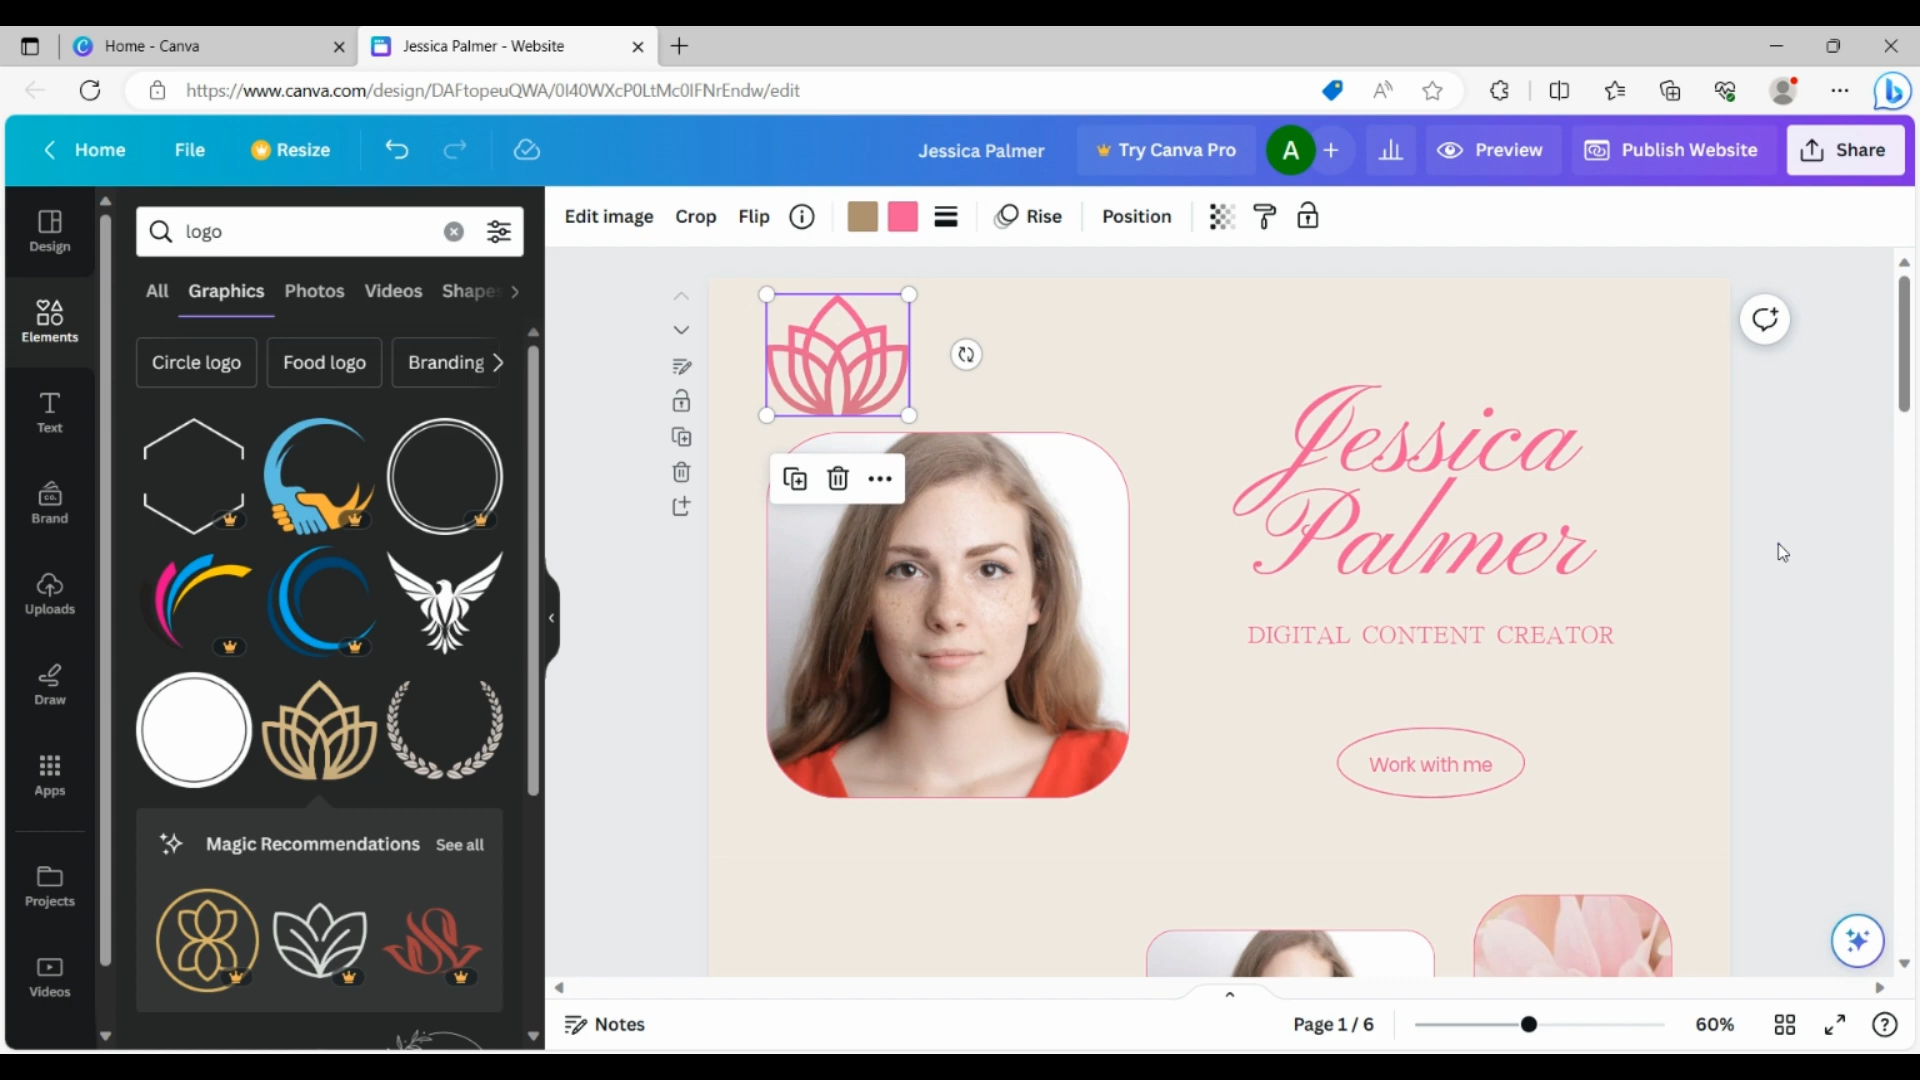 Home - Canva
Jessica Palmer - Website
https://www.canva.com/design/DAFtopeuQWA/0I40WXcP0LtMc0IFNrEndw/edit
Home
File
Resize
Jessica Palmer
Try Canva Pro
A
Preview
Publish Website
Share
Design
Elements
Text
Brand
Uploads
Draw
Apps
Projects
Videos
logo
All
Graphics
Photos
Videos
Shapes
Circle logo
Food logo
Branding
Magic Recommendations
See all
Edit image
Crop
Flip
Rise
Position
Jessica
Palmer
DIGITAL CONTENT CREATOR
Work with me
Notes
Page 1 / 6
60%